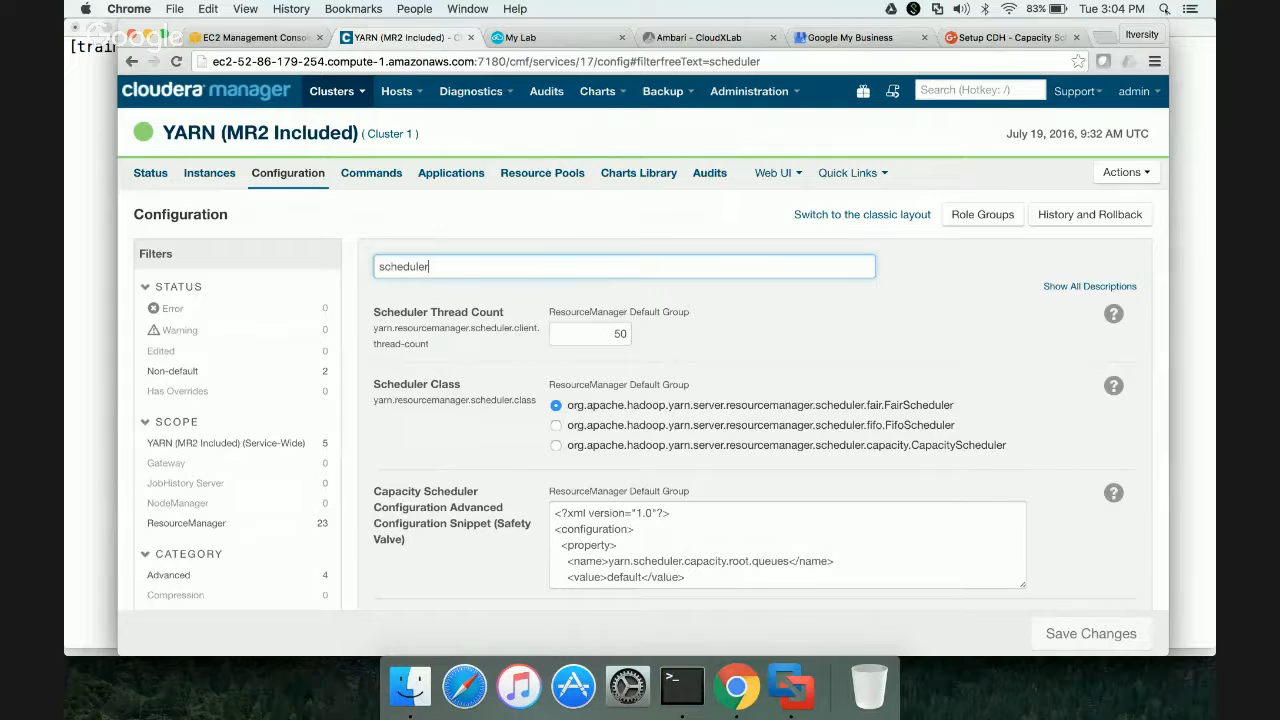 Chrome File Edit View History Bookmarks People Window Help 83% Tue 3:04 PM
Google
[train
EC2 Management Conso
YARN (MR2 Included) - C
My Lab
Ambari - CloudXLab
Google My Business
Setup CDH - Capacity Sc
Itversity
ec2-52-86-179-254.compute-1.amazonaws.com:7180/cmf/services/17/config#filterfreeText=scheduler
cloudera manager Clusters Hosts Diagnostics Audits Charts Backup Administration Search (Hotkey: /) Support admin
YARN (MR2 Included) ( Cluster 1 ) July 19, 2016, 9:32 AM UTC
Status Instances Configuration Commands Applications Resource Pools Charts Library Audits Web UI Quick Links Actions
Configuration Switch to the classic layout Role Groups History and Rollback
Filters
STATUS
Error 0
Warning 0
Edited 0
Non-default 2
Has Overrides 0
SCOPE
YARN (MR2 Included) (Service-Wide) 5
Gateway 0
JobHistory Server 0
NodeManager 0
ResourceManager 23
CATEGORY
Advanced 4
Compression 0
scheduler
Show All Descriptions
Scheduler Thread Count ResourceManager Default Group ?
yarn.resourcemanager.scheduler.client. 50
thread-count
Scheduler Class ResourceManager Default Group ?
yarn.resourcemanager.scheduler.class
org.apache.hadoop.yarn.server.resourcemanager.scheduler.fair.FairScheduler
org.apache.hadoop.yarn.server.resourcemanager.scheduler.fifo.FifoScheduler
org.apache.hadoop.yarn.server.resourcemanager.scheduler.capacity.CapacityScheduler
Capacity Scheduler ResourceManager Default Group ?
Configuration Advanced
Configuration Snippet (Safety
Valve)
<?xml version="1.0"?>
<configuration>
<property>
<name>yarn.scheduler.capacity.root.queues</name>
<value>default</value>
Save Changes
>_